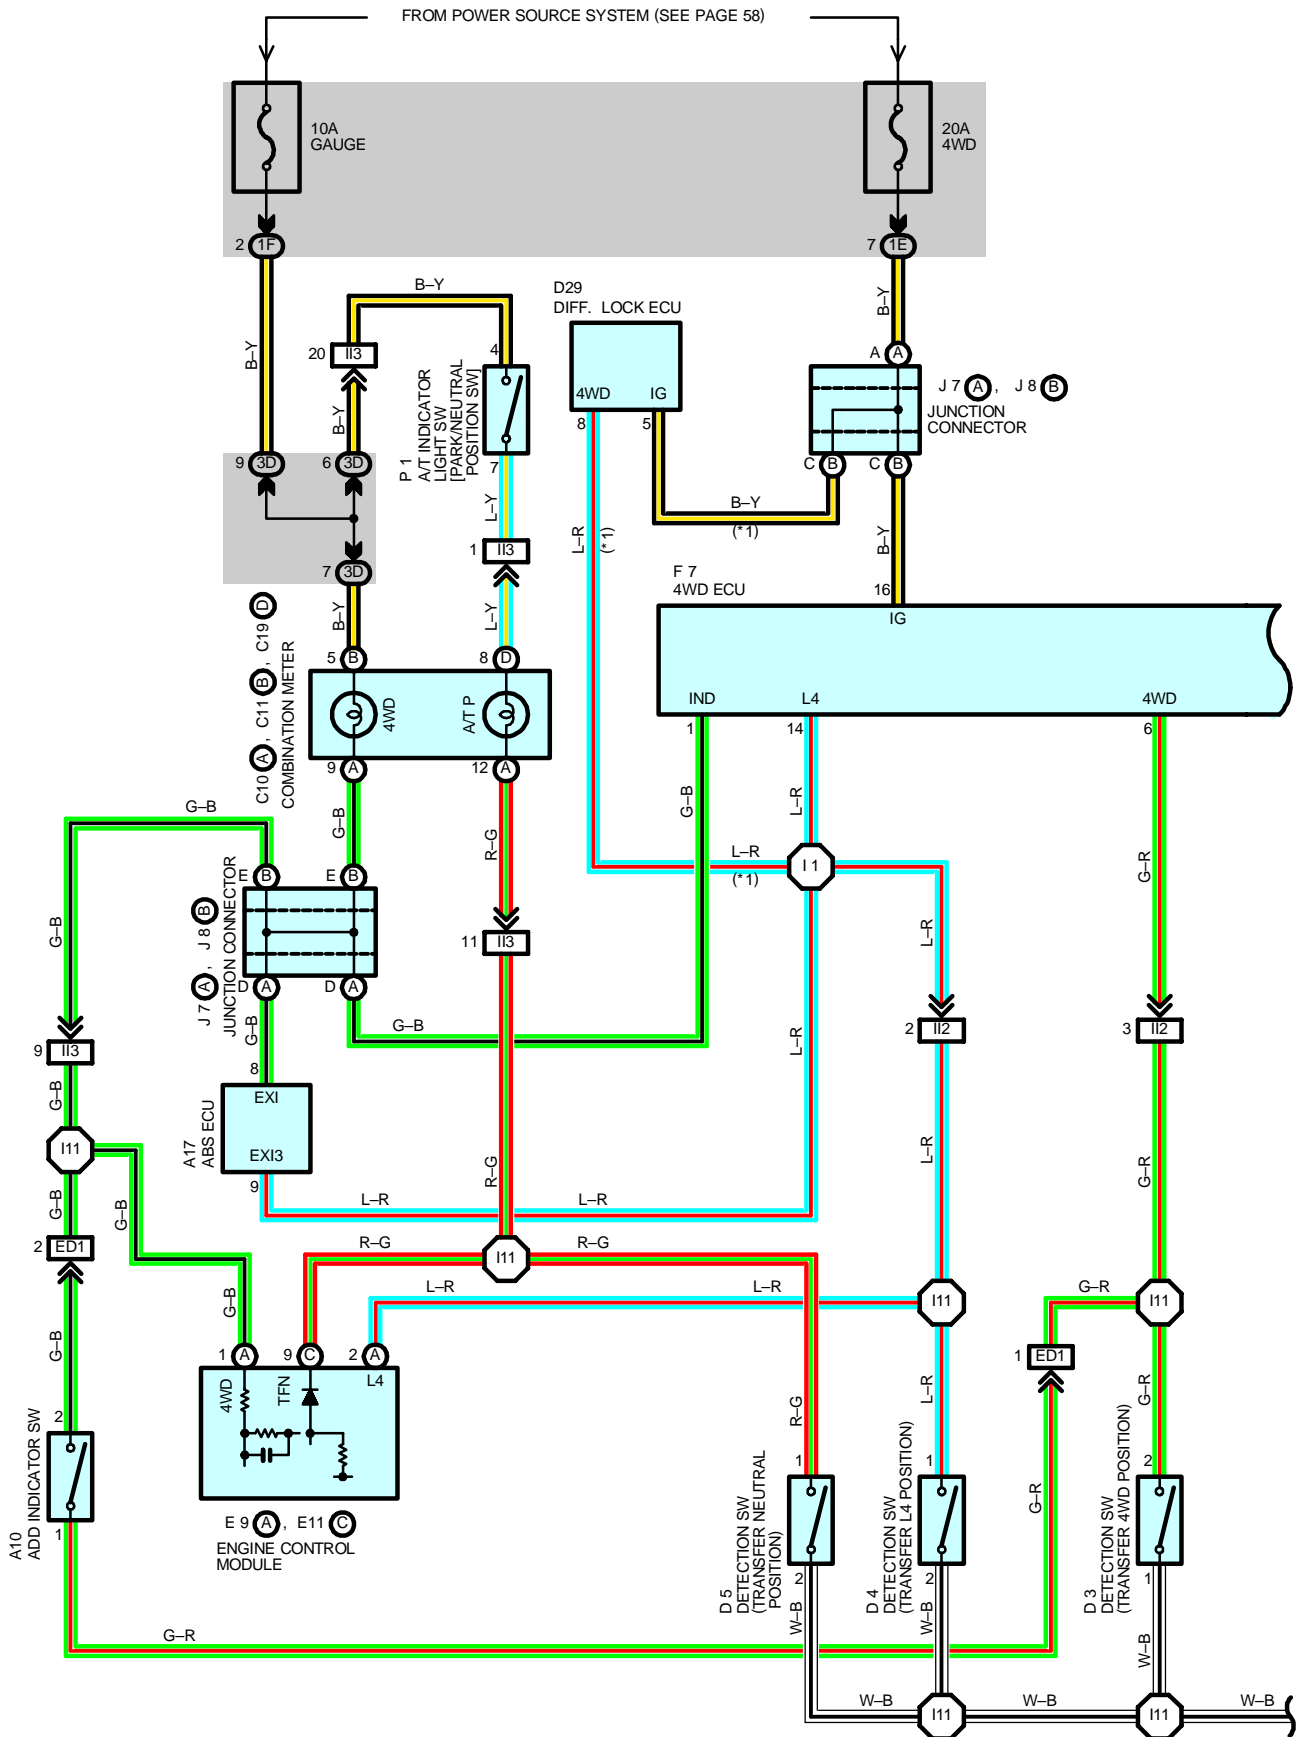 FROM POWER SOURCE SYSTEM (SEE PAGE 58)
10A
GAUGE
20A
4WD
2 1F
7 1E
B–Y
B–Y
B–Y
20 II3
B–Y
4
P 1
A/T INDICATOR
LIGHT SW
[PARK/NEUTRAL
POSITION SW]
7
D29
DIFF. LOCK ECU
4WD
IG
8
5
A A
J 7 A, J 8 B
JUNCTION
CONNECTOR
C B
C B
9 3D
6 3D
7 3D
L–Y
1 II3
L–Y
L–R
(*1)
B–Y
(*1)
B–Y
16
F 7
4WD ECU
IG
IND
L4
4WD
1
14
6
B–Y
5 B
8 D
C10 A, C11 B, C19 D
COMBINATION METER
4WD
A/T P
9 A
12 A
G–B
G–B
R–G
G–B
L–R
L–R
(*1)
I 1
G–R
E B
E B
J 7 A, J 8 B
JUNCTION CONNECTOR
D A
D A
G–B
11 II3
L–R
L–R
2 II2
3 II2
G–B
G–B
8
EXI
EXI3
A17
ABS ECU
9
9 II3
G–B
I11
G–B
G–B
R–G
L–R
L–R
L–R
G–R
2 ED1
R–G
I11
R–G
L–R
L–R
I11
G–R
I11
G–B
G–B
1 A
9 C
2 A
4WD
TFN
L4
1 ED1
L–R
G–R
R–G
E 9 A, E11 C
ENGINE CONTROL
MODULE
2
A10
ADD INDICATOR SW
1
1
D 5
DETECTION SW
(TRANSFER NEUTRAL
POSITION)
2
1
D 4
DETECTION SW
(TRANSFER L4 POSITION)
2
G–R
2
D 3
DETECTION SW
(TRANSFER 4WD POSITION)
1
G–R
W–B
W–B
W–B
W–B
I11
W–B
I11
W–B